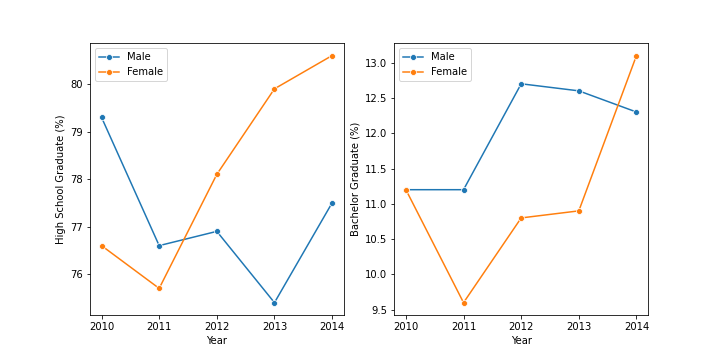 Male
Female
High School Graduate (%)
80
79
78
77
76
2010
2011
2012
2013
2014
Year
Male
Female
Bachelor Graduate (%)
13.0
12.5
12.0
11.5
11.0
10.5
10.0
9.5
2010
2011
2012
2013
2014
Year